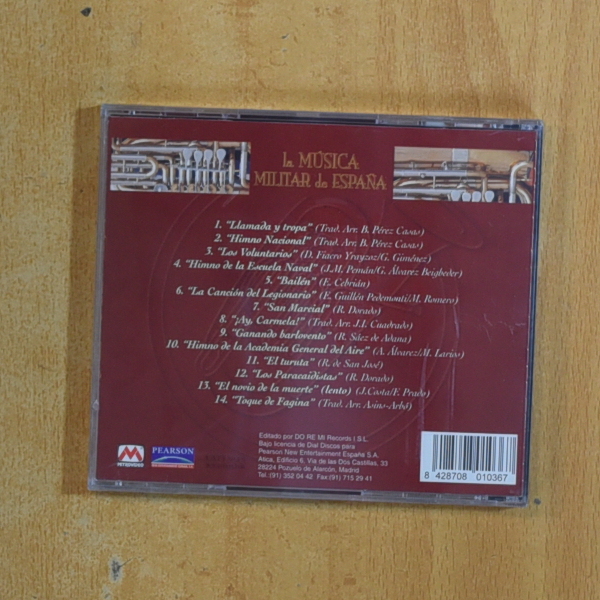 la MÚSICA
MILITAR de ESPAÑA
1. "Llamada y tropa" (Trad. Arr. B. Pérez Casas)
2. "Himno Nacional" (Trad. Arr. B. Pérez Casas)
3. "Los Voluntarios" (D. Fiacro Yrayzoz/G. Giménez)
4. "Himno de la Escuela Naval" (J.M. Pemán/G. Álvarez Beigbeder)
5. "Bailén" (E. Cebrián)
6. "La Canción del Legionario" (E. Guillén Pedemonti/M. Romero)
7. "San Marcial" (R. Dorado)
8. "¡Ay, Carmela!" (Trad. Arr. J.I. Cuadrado)
9. "Ganando barlovento" (R. Sáez de Adana)
10. "Himno de la Academia General del Aire" (A. Álvarez/M. Larios)
11. "El turuta" (R. de San José)
12. "Los Paracaidistas" (R. Dorado)
13. "El novio de la muerte" (lento) (J. Costa/F. Prado)
14. "Toque de Fagina" (Trad. Arr. Asins-Arbó)
Editado por DO RE MI Records I.S.L.
Bajo licencia de Dial Discos para
Pearson New Entertainment España S.A.
Atica, Edificio 6, Vía de las Dos Castillas, 33
28224 Pozuelo de Alarcón, Madrid
Tel. (91) 352 04 42 Fax:(91) 715 29 41
PEARSON
8 428708 010367